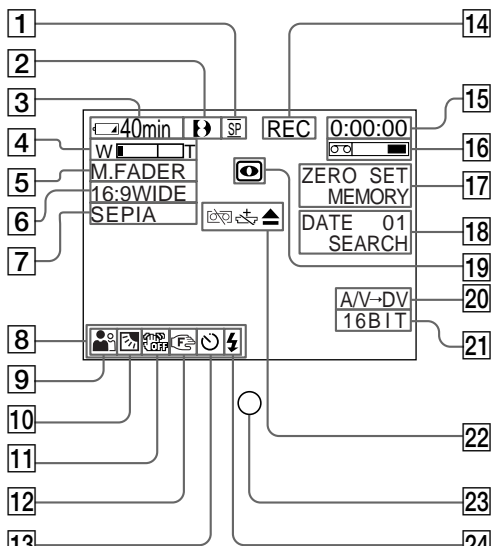 1
2
3
4
5
6
7
8
9
10
11
12
13
14
15
16
17
18
19
20
21
22
23
24
40min
SP
REC
0:00:00
W T
M.FADER
16:9WIDE
SEPIA
ZERO SET
MEMORY
DATE 01
SEARCH
A/V→DV
16BIT
OFF
F